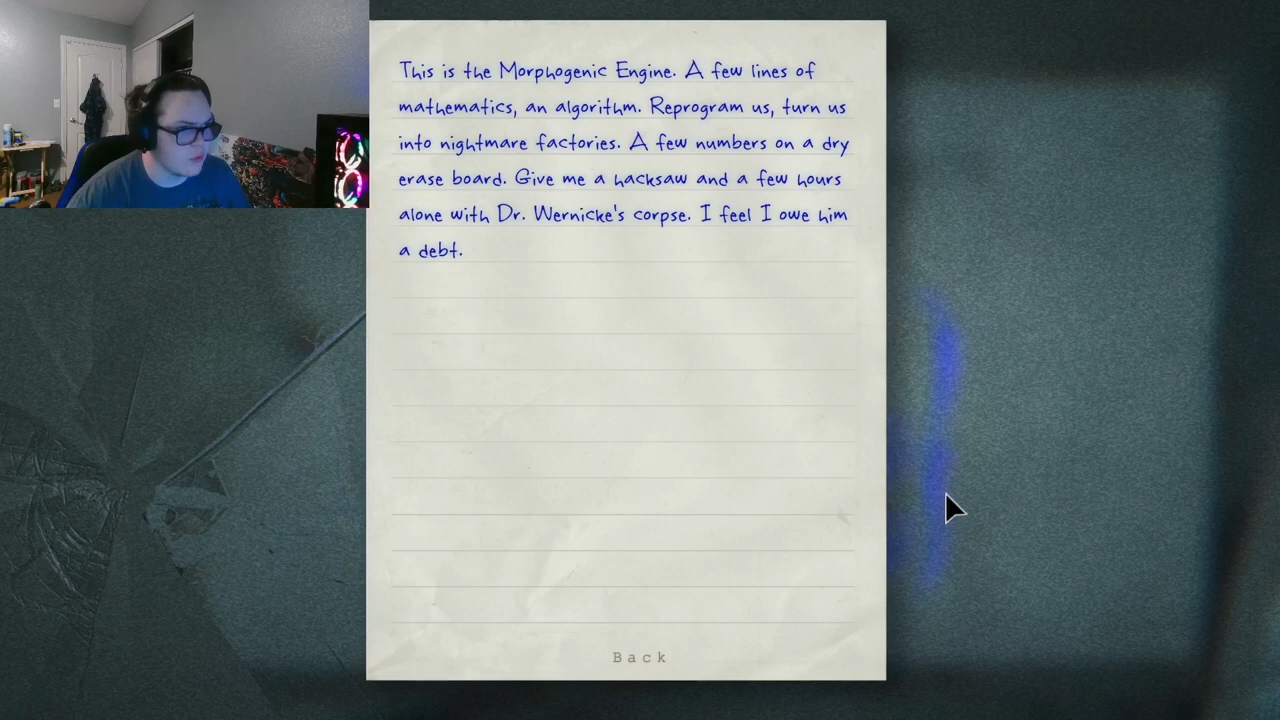 This is the Morphogenic Engine. A few lines of
mathematics, an algorithm. Reprogram us, turn us
into nightmare factories. A few numbers on a dry
erase board. Give me a hacksaw and a few hours
alone with Dr. Wernicke's corpse. I feel I owe him
a debt.
Back